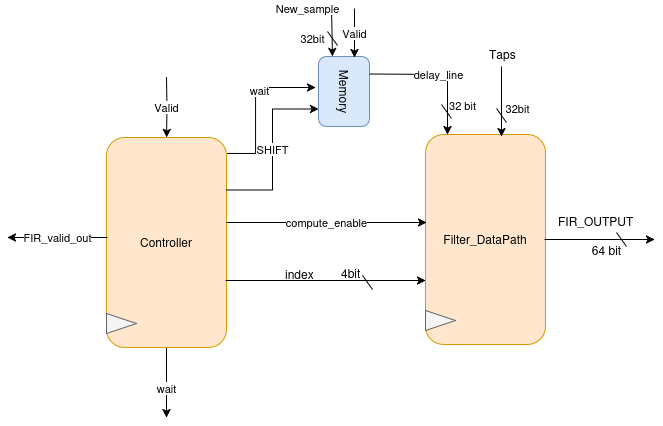 New_sample
32bit
Valid
Memory
delay_line
Taps
wait
Valid
32 bit
32bit
SHIFT
Controller
compute_enable
Filter_DataPath
FIR_OUTPUT
FIR_valid_out
64 bit
index
4bit
wait